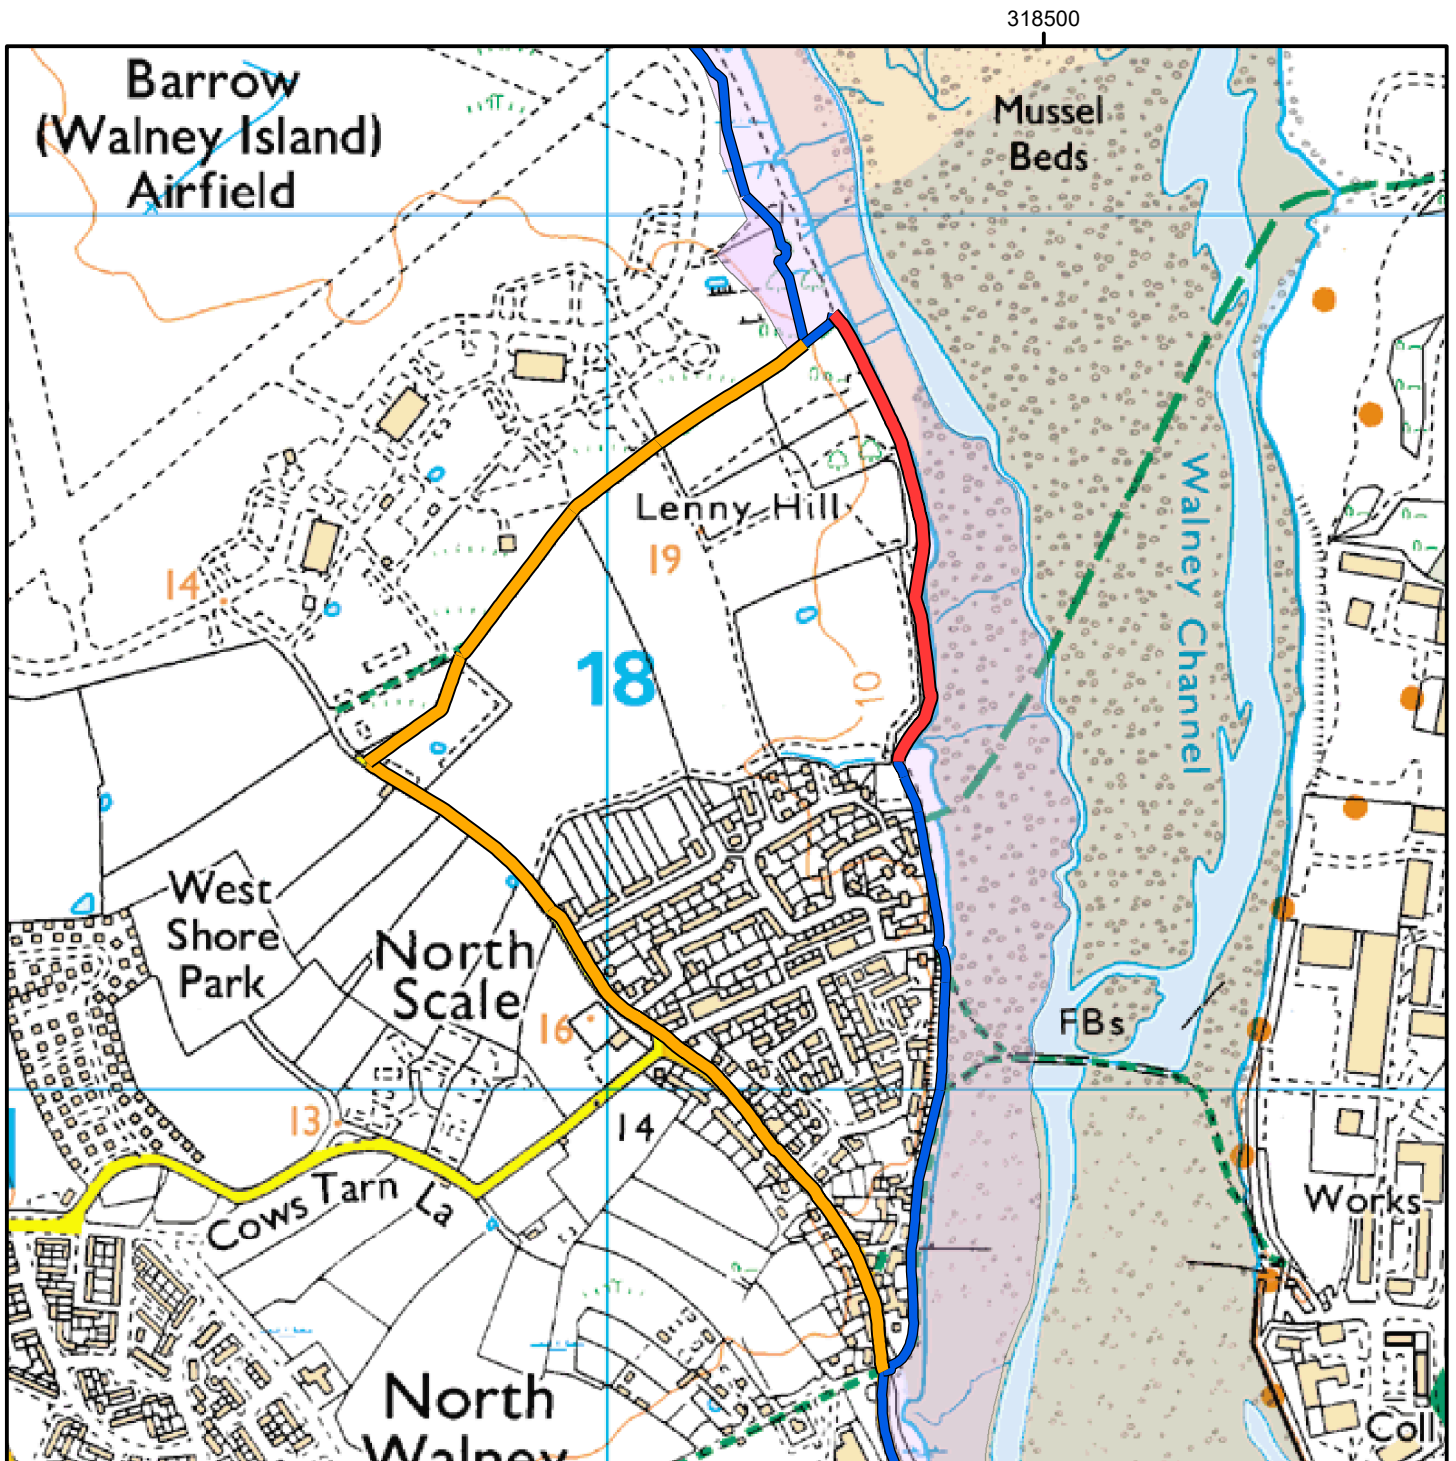 318500
Barrow
(Walney Island)
Airfield
Mussel
Beds
Lenny Hill
19
14
18
10
Walney Channel
West
Shore
Park
North
Scale
16
FBs
13
14
Cows Tarn La
Works
North
Walney
Coll